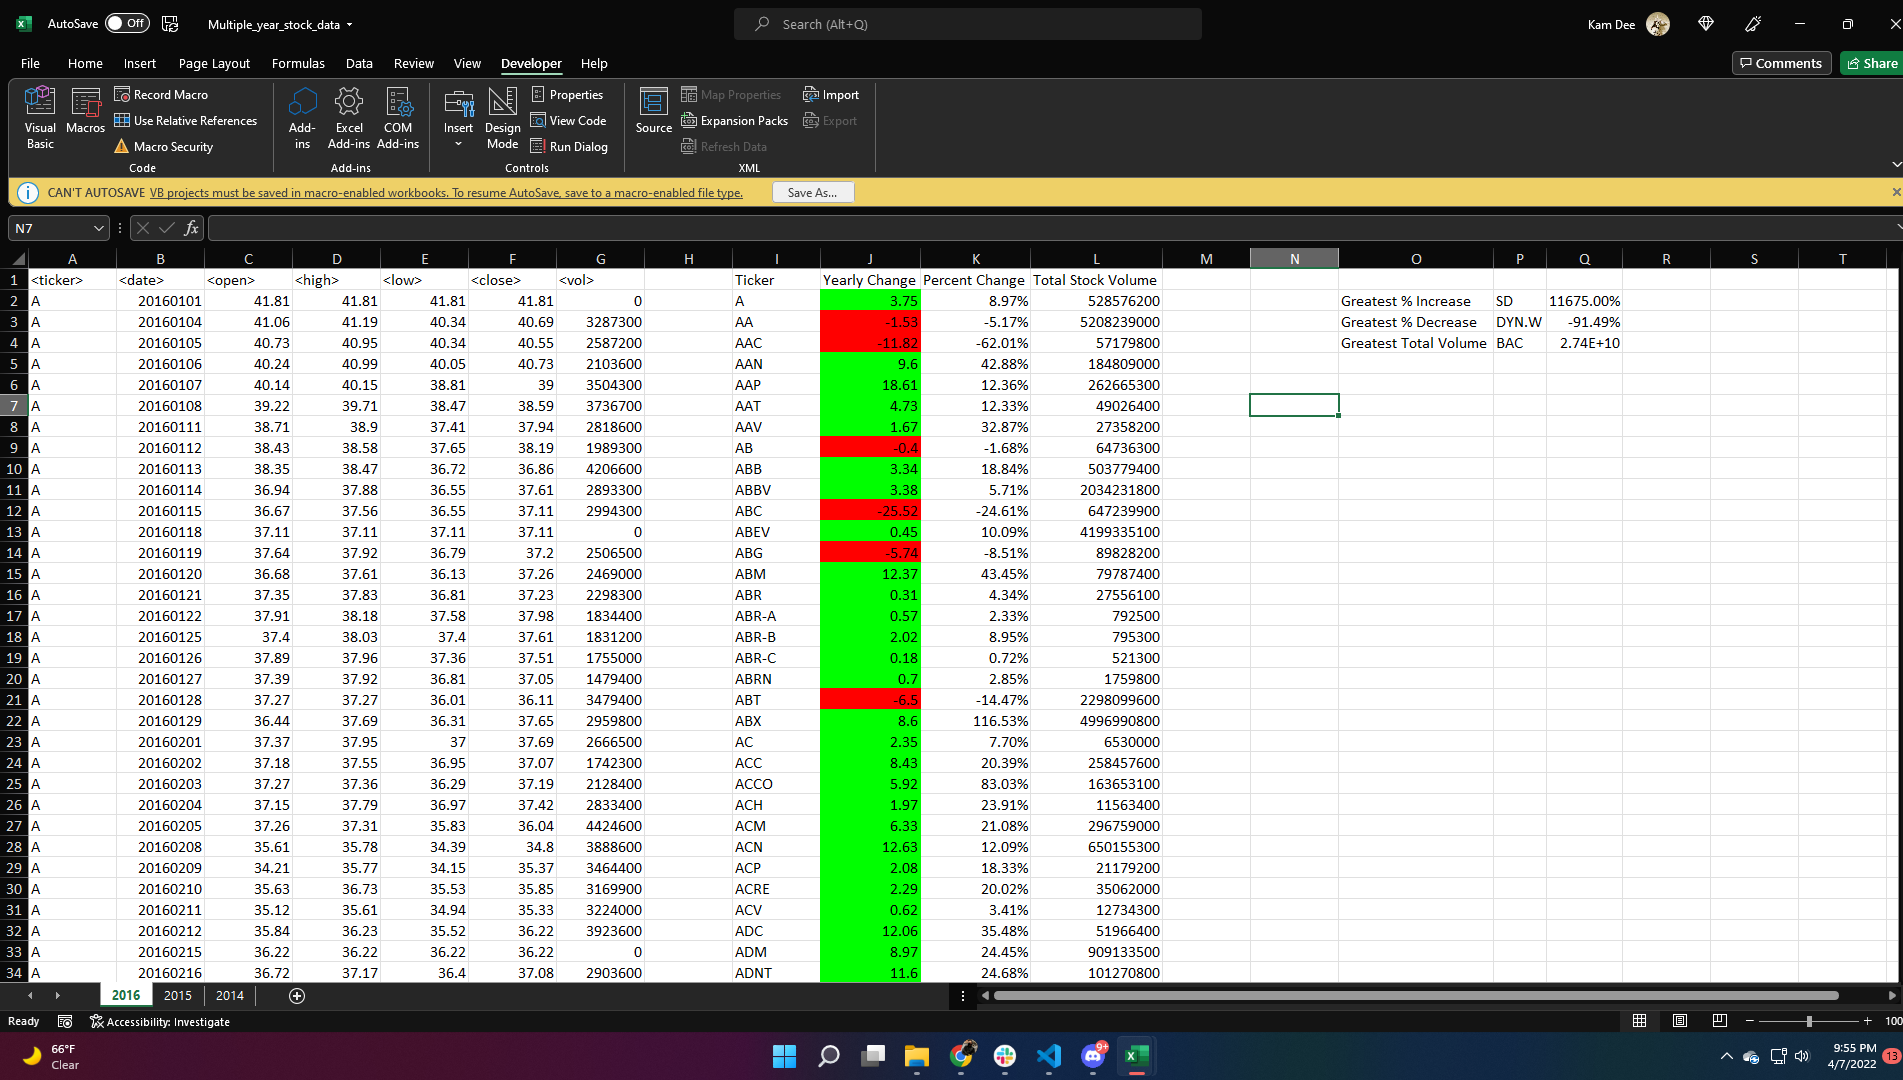 AutoSave Off Multiple_year_stock_data Search (Alt+Q) Kam Dee
File Home Insert Page Layout Formulas Data Review View Developer Help Comments Share
Visual Basic
Macros
Record Macro
Use Relative References
Macro Security
Code
Add-ins
Excel Add-ins
COM Add-ins
Add-ins
Insert
Design Mode
Properties
View Code
Run Dialog
Controls
Source
Map Properties
Expansion Packs
Refresh Data
Import
Export
XML
CAN'T AUTOSAVE VB projects must be saved in macro-enabled workbooks. To resume AutoSave, save to a macro-enabled file type. Save As...
N7 fx
A B C D E F G H I J K L M N O P Q R S T
1 <ticker> <date> <open> <high> <low> <close> <vol> Ticker Yearly Change Percent Change Total Stock Volume
2 A 20160101 41.81 41.81 41.81 41.81 0 A 3.75 8.97% 528576200 Greatest % Increase SD 11675.00%
3 A 20160104 41.06 41.19 40.34 40.69 3287300 AA -1.53 -5.17% 5208239000 Greatest % Decrease DYN.W -91.49%
4 A 20160105 40.73 40.95 40.34 40.55 2587200 AAC -11.82 -62.01% 57179800 Greatest Total Volume BAC 2.74E+10
5 A 20160106 40.24 40.99 40.05 40.73 2103600 AAN 9.6 42.88% 184809000
6 A 20160107 40.14 40.15 38.81 39 3504300 AAP 18.61 12.36% 262665300
7 A 20160108 39.22 39.71 38.47 38.59 3736700 AAT 4.73 12.33% 49026400
8 A 20160111 38.71 38.9 37.41 37.94 2818600 AAV 1.67 32.87% 27358200
9 A 20160112 38.43 38.58 37.65 38.19 1989300 AB -0.4 -1.68% 64736300
10 A 20160113 38.35 38.47 36.72 36.86 4206600 ABB 3.34 18.84% 503779400
11 A 20160114 36.94 37.88 36.55 37.61 2893300 ABBV 3.38 5.71% 2034231800
12 A 20160115 36.67 37.56 36.55 37.11 2994300 ABC -25.52 -24.61% 647239900
13 A 20160118 37.11 37.11 37.11 37.11 0 ABEV 0.45 10.09% 4199335100
14 A 20160119 37.64 37.92 36.79 37.2 2506500 ABG -5.74 -8.51% 89828200
15 A 20160120 36.68 37.61 36.13 37.26 2469000 ABM 12.37 43.45% 79787400
16 A 20160121 37.35 37.83 36.81 37.23 2298300 ABR 0.31 4.34% 27556100
17 A 20160122 37.91 38.18 37.58 37.98 1834400 ABR-A 0.57 2.33% 792500
18 A 20160125 37.4 38.03 37.4 37.61 1831200 ABR-B 2.02 8.95% 795300
19 A 20160126 37.89 37.96 37.36 37.51 1755000 ABR-C 0.18 0.72% 521300
20 A 20160127 37.39 37.92 36.81 37.05 1479400 ABRN 0.7 2.85% 1759800
21 A 20160128 37.27 37.27 36.01 36.11 3479400 ABT -6.5 -14.47% 2298099600
22 A 20160129 36.44 37.69 36.31 37.65 2959800 ABX 8.6 116.53% 4996990800
23 A 20160201 37.37 37.95 37 37.69 2666500 AC 2.35 7.70% 6530000
24 A 20160202 37.18 37.55 36.95 37.07 1742300 ACC 8.43 20.39% 258457600
25 A 20160203 37.27 37.36 36.29 37.19 2128400 ACCO 5.92 83.03% 163653100
26 A 20160204 37.15 37.79 36.97 37.42 2833400 ACH 1.97 23.91% 11563400
27 A 20160205 37.26 37.31 35.83 36.04 4424600 ACM 6.33 21.08% 296759000
28 A 20160208 35.61 35.78 34.39 34.8 3888600 ACN 12.63 12.09% 650155300
29 A 20160209 34.21 35.77 34.15 35.37 3464400 ACP 2.08 18.33% 21179200
30 A 20160210 35.63 36.73 35.53 35.85 3169900 ACRE 2.29 20.02% 35062000
31 A 20160211 35.12 35.61 34.94 35.33 3224000 ACV 0.62 3.41% 12734300
32 A 20160212 35.84 36.23 35.52 36.22 3923600 ADC 12.06 35.48% 51966400
33 A 20160215 36.22 36.22 36.22 36.22 0 ADM 8.97 24.45% 909133500
34 A 20160216 36.72 37.17 36.4 37.08 2903600 ADNT 11.6 24.68% 101270800
2016 2015 2014
Ready Accessibility: Investigate 100
66°F
Clear
9+
9:55 PM
4/7/2022
13